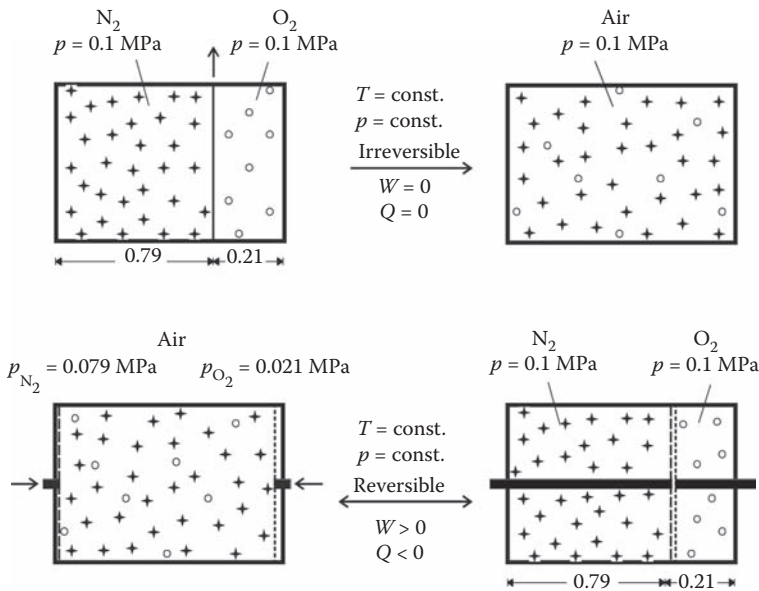 N₂
O₂
p = 0.1 MPa
p = 0.1 MPa
Air
p = 0.1 MPa
T = const.
p = const.
Irreversible
W = 0
Q = 0
0.79
0.21
Air
p_N₂ = 0.079 MPa
p_O₂ = 0.021 MPa
N₂
O₂
p = 0.1 MPa
p = 0.1 MPa
T = const.
p = const.
Reversible
W > 0
Q < 0
0.79
0.21